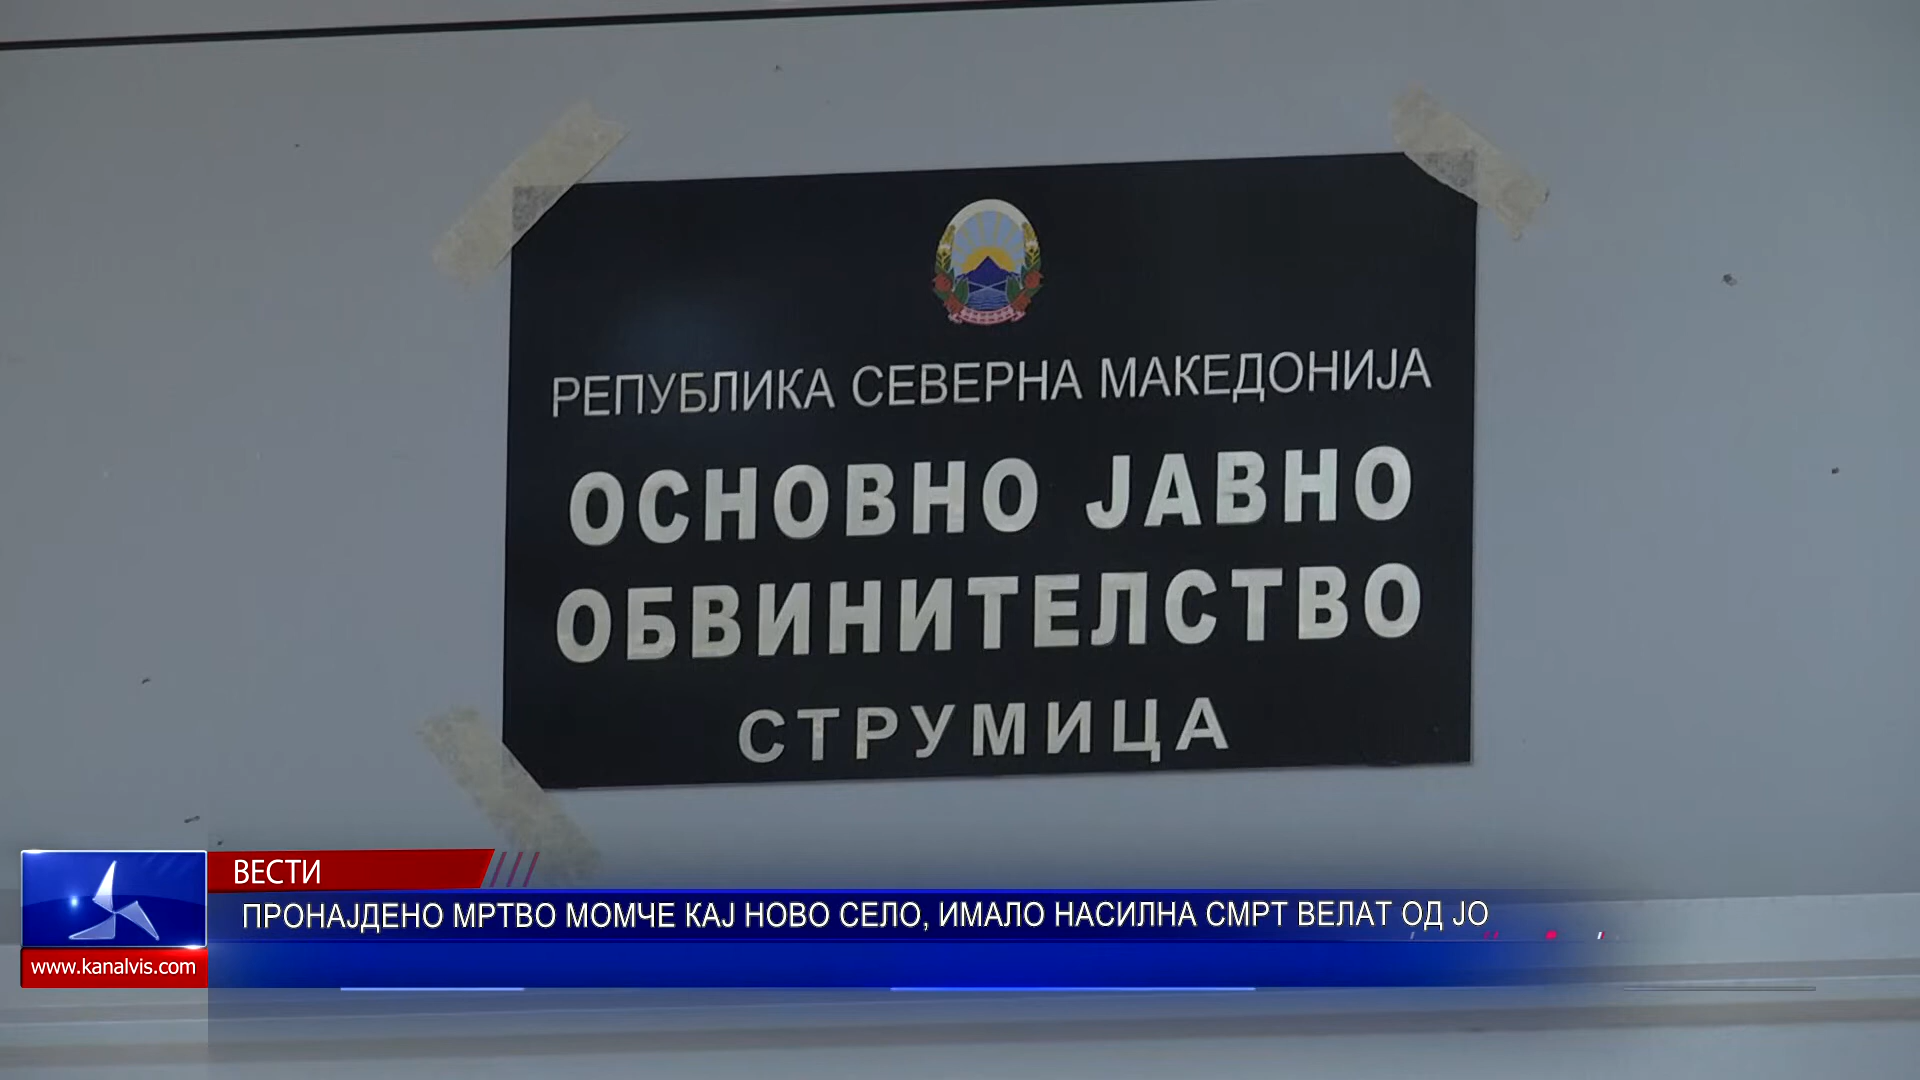 РЕПУБЛИКА СЕВЕРНА МАКЕДОНИЈА
ОСНОВНО ЈАВНО
ОБВИНИТЕЛСТВО
СТРУМИЦА
ВЕСТИ
ПРОНАЈДЕНО МРТВО МОМЧЕ КАЈ НОВО СЕЛО, ИМАЛО НАСИЛНА СМРТ ВЕЛАТ ОД ЈО
www.kanalvis.com